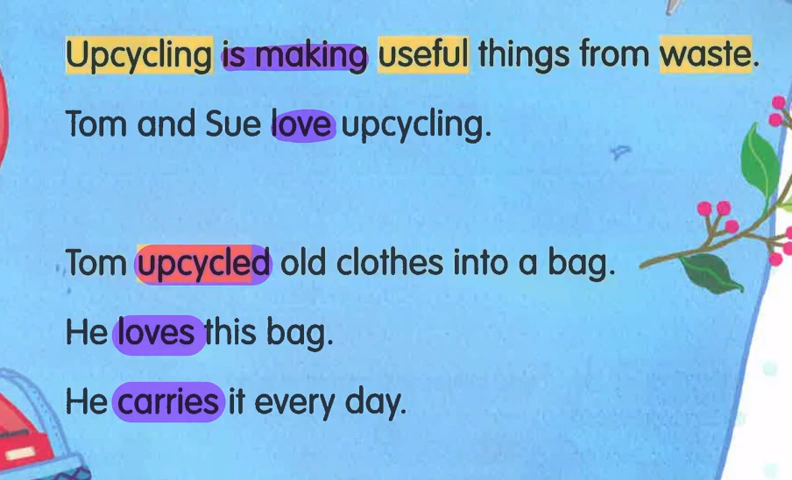 Upcycling is making useful things from waste.
Tom and Sue love upcycling.
Tom upcycled old clothes into a bag.
He loves this bag.
He carries it every day.